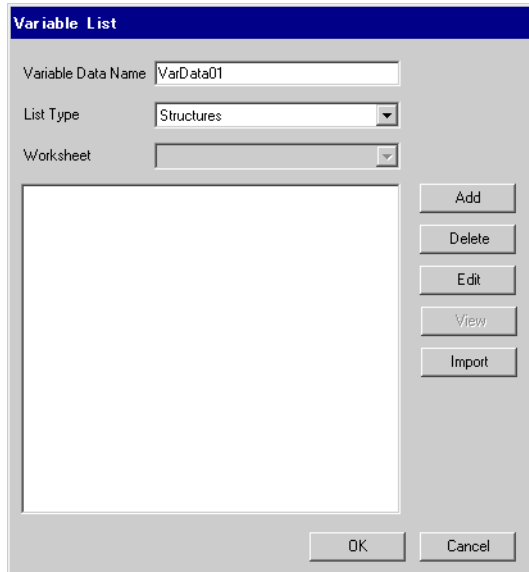 Variable List
Variable Data Name VarData01
List Type Structures
Worksheet
Add
Delete
Edit
View
Import
OK Cancel